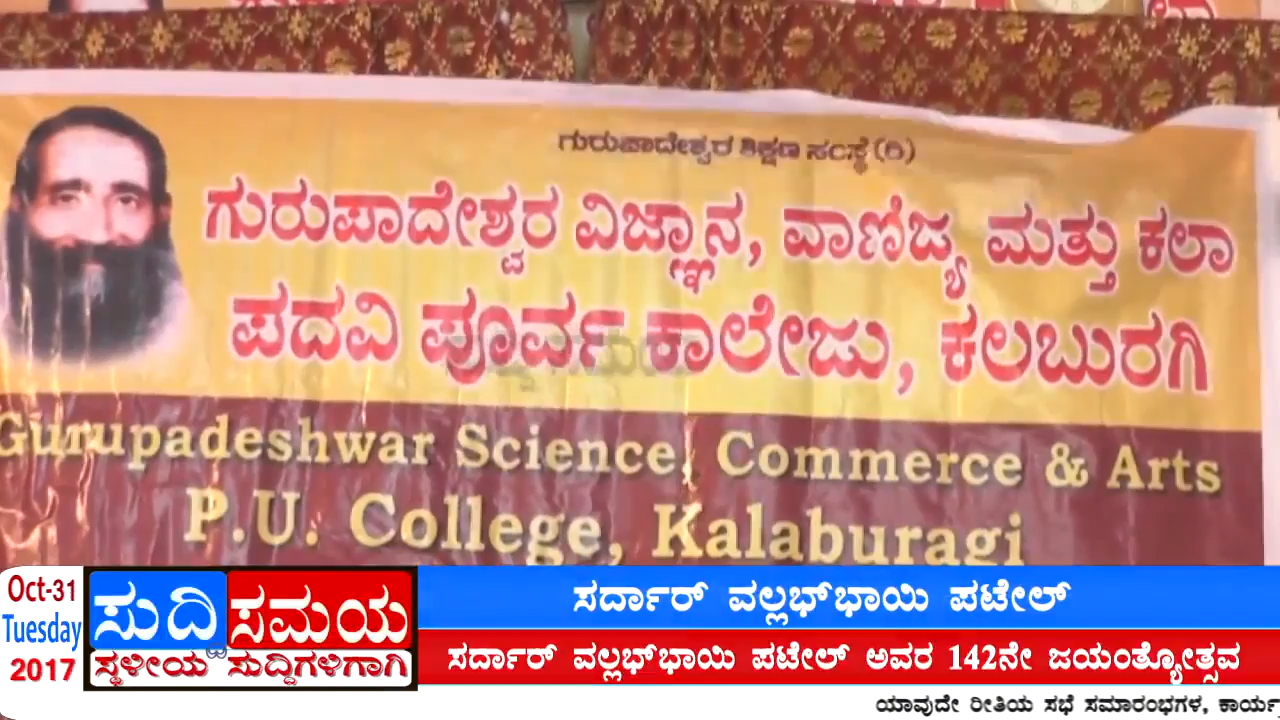 ಗುರುಪಾದೇಶ್ವರ ಶಿಕ್ಷಣ ಸಂಸ್ಥೆ (ರಿ)
ಗುರುಪಾದೇಶ್ವರ ವಿಜ್ಞಾನ, ವಾಣಿಜ್ಯ ಮತ್ತು ಕಲಾ
ಪದವಿ ಪೂರ್ವ ಕಾಲೇಜು, ಕಲಬುರಗಿ
Gurupadeshwar Science, Commerce & Arts
P.U. College, Kalaburagi
Oct-31
Tuesday
2017
ಸುದ್ದಿ ಸಮಯ
ಸ್ಥಳೀಯ ಸುದ್ದಿಗಳಿಗಾಗಿ
ಸರ್ದಾರ್ ವಲ್ಲಭ್‌ಭಾಯಿ ಪಟೇಲ್
ಸರ್ದಾರ್ ವಲ್ಲಭ್‌ಭಾಯಿ ಪಟೇಲ್ ಅವರ 142ನೇ ಜಯಂತ್ಯೋತ್ಸವ
ಯಾವುದೇ ರೀತಿಯ ಸಭೆ ಸಮಾರಂಭಗಳ,